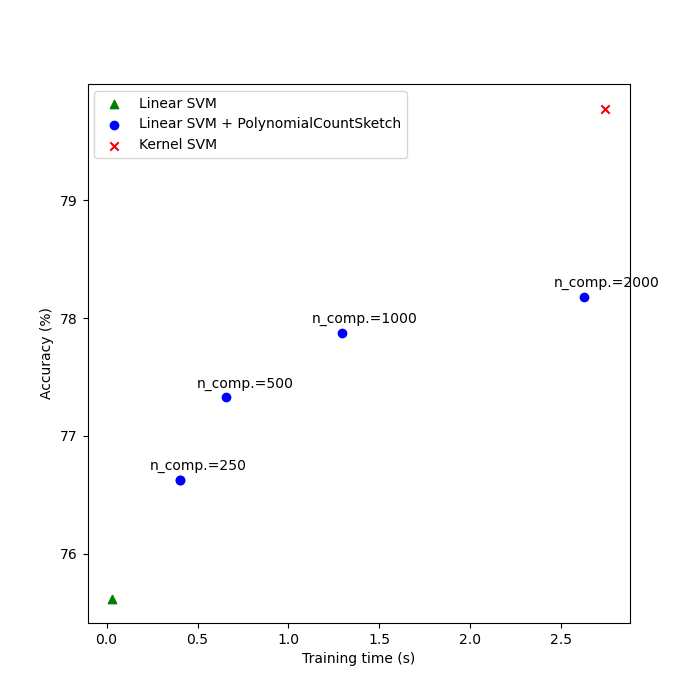 Linear SVM
Linear SVM + PolynomialCountSketch
Kernel SVM
79
n_comp.=2000
78
n_comp.=1000
n_comp.=500
77
n_comp.=250
76
Accuracy (%)
0.0 0.5 1.0 1.5 2.0 2.5
Training time (s)